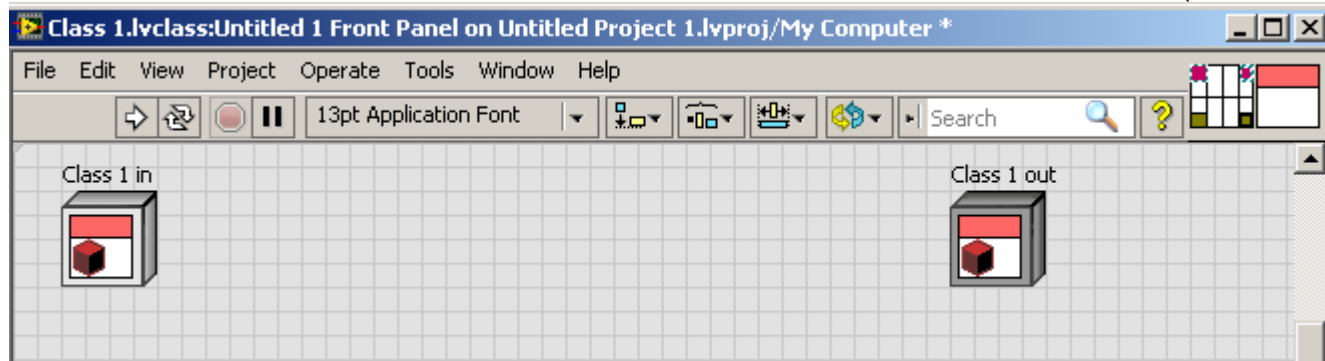 Class 1.lvclass:Untitled 1 Front Panel on Untitled Project 1.lvproj/My Computer *
File Edit View Project Operate Tools Window Help
13pt Application Font Search ?
Class 1 in Class 1 out